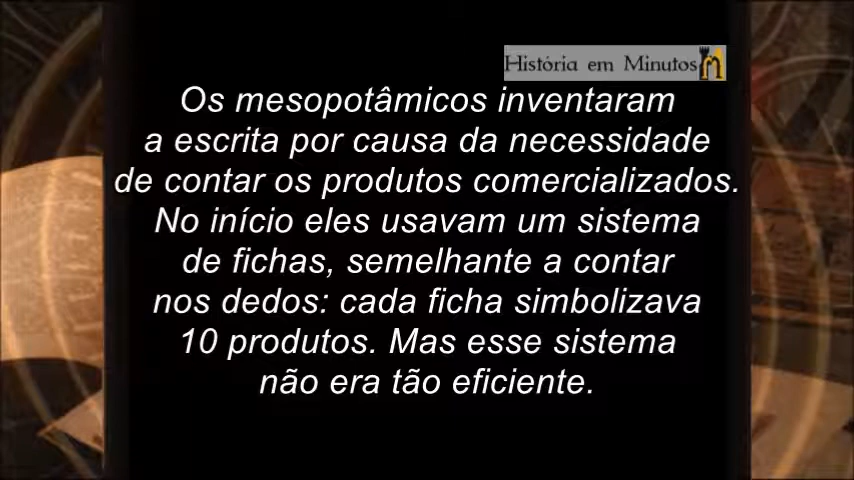 História em Minutos
Os mesopotâmicos inventaram
a escrita por causa da necessidade
de contar os produtos comercializados.
No início eles usavam um sistema
de fichas, semelhante a contar
nos dedos: cada ficha simbolizava
10 produtos. Mas esse sistema
não era tão eficiente.